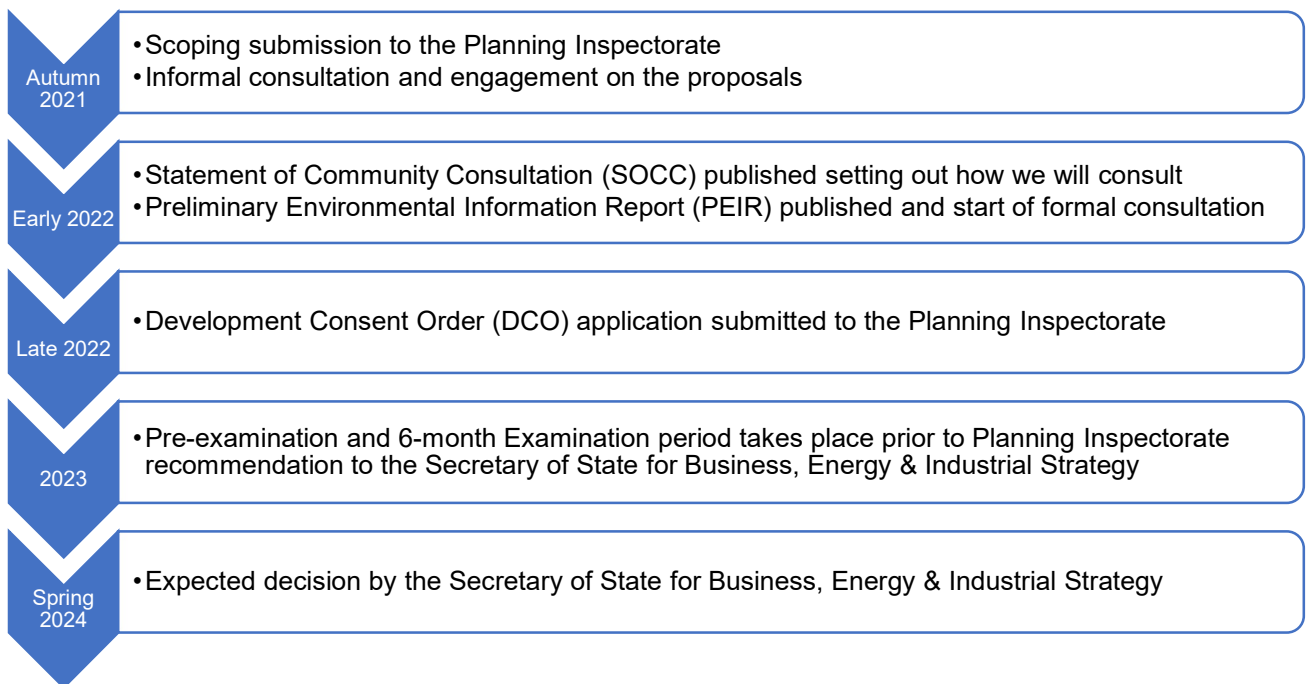 Autumn
2021
•Scoping submission to the Planning Inspectorate
•Informal consultation and engagement on the proposals
Early 2022
•Statement of Community Consultation (SOCC) published setting out how we will consult
•Preliminary Environmental Information Report (PEIR) published and start of formal consultation
Late 2022
•Development Consent Order (DCO) application submitted to the Planning Inspectorate
2023
•Pre-examination and 6-month Examination period takes place prior to Planning Inspectorate
recommendation to the Secretary of State for Business, Energy & Industrial Strategy
Spring
2024
•Expected decision by the Secretary of State for Business, Energy & Industrial Strategy